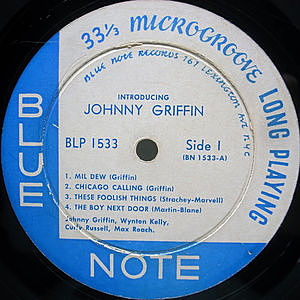 33⅓ MICROGROOVE LONG PLAYING
BLUE NOTE RECORDS 767 LEXINGTON AVE NYC
INTRODUCING
JOHNNY GRIFFIN
BLP 1533 Side 1
(BN 1533-A)
1. MIL DEW (Griffin)
2. CHICAGO CALLING (Griffin)
3. THESE FOOLISH THINGS (Strachey-Marvell)
4. THE BOY NEXT DOOR (Martin-Blane)
Johnny Griffin, Wynton Kelly,
Curly Russell, Max Roach.
BLUE
NOTE